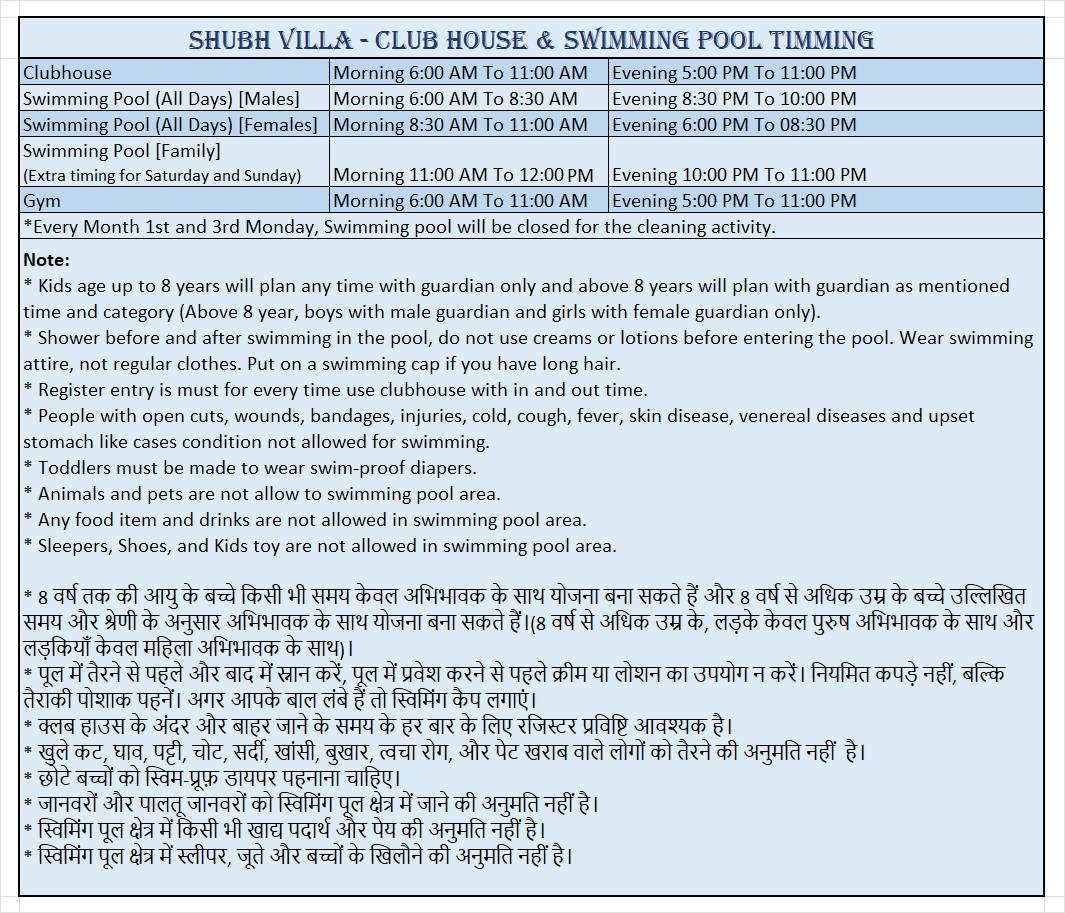 SHUBH VILLA - CLUB HOUSE & SWIMMING POOL TIMMING
Clubhouse Morning 6:00 AM To 11:00 AM Evening 5:00 PM To 11:00 PM
Swimming Pool (All Days) [Males] Morning 6:00 AM To 8:30 AM Evening 8:30 PM To 10:00 PM
Swimming Pool (All Days) [Females] Morning 8:30 AM To 11:00 AM Evening 6:00 PM To 08:30 PM
Swimming Pool [Family]
(Extra timing for Saturday and Sunday) Morning 11:00 AM To 12:00 PM Evening 10:00 PM To 11:00 PM
Gym Morning 6:00 AM To 11:00 AM Evening 5:00 PM To 11:00 PM
*Every Month 1st and 3rd Monday, Swimming pool will be closed for the cleaning activity.
Note:
* Kids age up to 8 years will plan any time with guardian only and above 8 years will plan with guardian as mentioned
time and category (Above 8 year, boys with male guardian and girls with female guardian only).
* Shower before and after swimming in the pool, do not use creams or lotions before entering the pool. Wear swimming
attire, not regular clothes. Put on a swimming cap if you have long hair.
* Register entry is must for every time use clubhouse with in and out time.
* People with open cuts, wounds, bandages, injuries, cold, cough, fever, skin disease, venereal diseases and upset
stomach like cases condition not allowed for swimming.
* Toddlers must be made to wear swim-proof diapers.
* Animals and pets are not allow to swimming pool area.
* Any food item and drinks are not allowed in swimming pool area.
* Sleepers, Shoes, and Kids toy are not allowed in swimming pool area.
* 8 वर्ष तक की आयु के बच्चे किसी भी समय केवल अभिभावक के साथ योजना बना सकते हैं और 8 वर्ष से अधिक उम्र के बच्चे उल्लिखित
समय और श्रेणी के अनुसार अभिभावक के साथ योजना बना सकते हैं।(8 वर्ष से अधिक उम्र के, लड़के केवल पुरुष अभिभावक के साथ और
लड़कियाँ केवल महिला अभिभावक के साथ)।
* पूल में तैरने से पहले और बाद में स्नान करें, पूल में प्रवेश करने से पहले क्रीम या लोशन का उपयोग न करें। नियमित कपड़े नहीं, बल्कि
तैराकी पोशाक पहनें। अगर आपके बाल लंबे हैं तो स्विमिंग कैप लगाएं।
* क्लब हाउस के अंदर और बाहर जाने के समय के हर बार के लिए रजिस्टर प्रविष्टि आवश्यक है।
* खुले कट, घाव, पट्टी, चोट, सर्दी, खांसी, बुखार, त्वचा रोग, और पेट खराब वाले लोगों को तैरने की अनुमति नहीं है।
* छोटे बच्चों को स्विम-प्रूफ़ डायपर पहनाना चाहिए।
* जानवरों और पालतू जानवरों को स्विमिंग पूल क्षेत्र में जाने की अनुमति नहीं है।
* स्विमिंग पूल क्षेत्र में किसी भी खाद्य पदार्थ और पेय की अनुमति नहीं है।
* स्विमिंग पूल क्षेत्र में स्लीपर, जूते और बच्चों के खिलौने की अनुमति नहीं है।